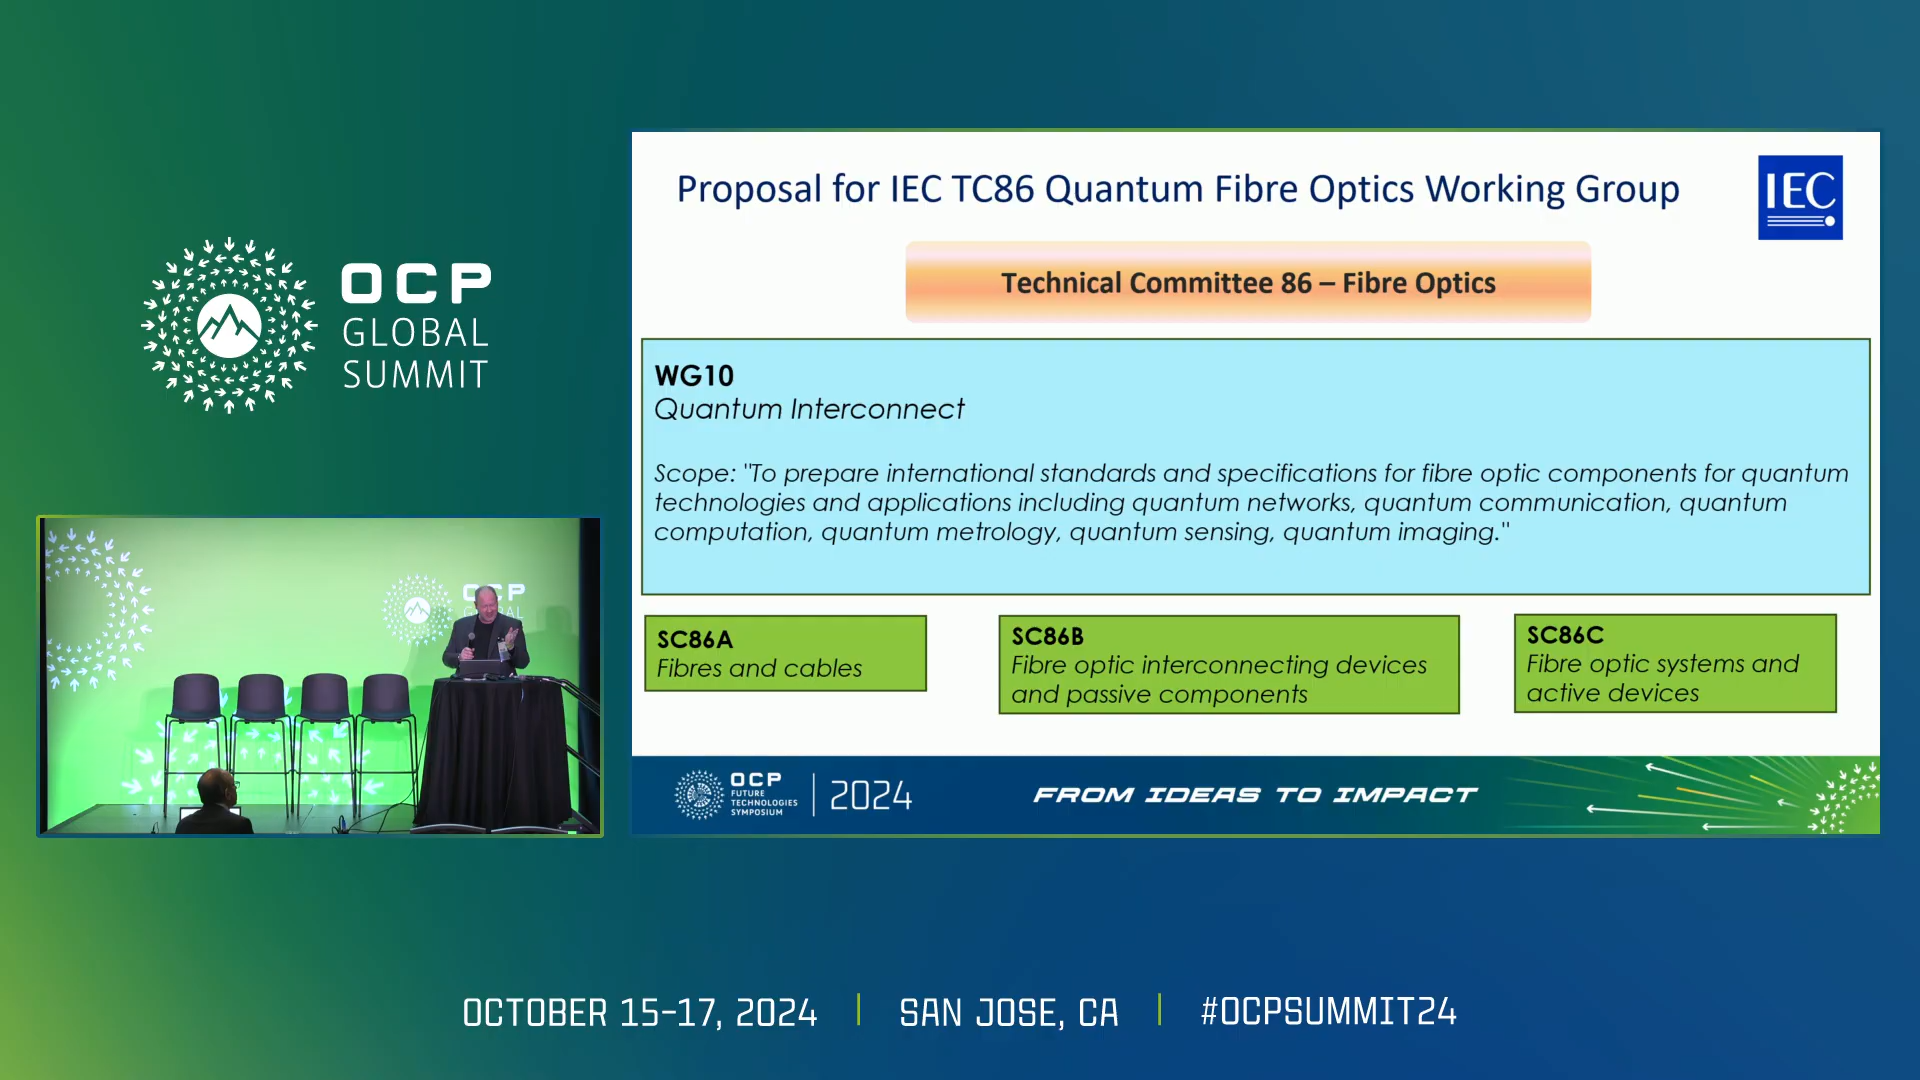 OCP
GLOBAL
SUMMIT
Proposal for IEC TC86 Quantum Fibre Optics Working Group
IEC
Technical Committee 86 – Fibre Optics
WG10
Quantum Interconnect
Scope: "To prepare international standards and specifications for fibre optic components for quantum
technologies and applications including quantum networks, quantum communication, quantum
computation, quantum metrology, quantum sensing, quantum imaging."
SC86A
Fibres and cables
SC86B
Fibre optic interconnecting devices
and passive components
SC86C
Fibre optic systems and
active devices
OCP
FUTURE
TECHNOLOGIES
SYMPOSIUM
2024
FROM IDEAS TO IMPACT
OCP
OCTOBER 15-17, 2024
SAN JOSE, CA
#OCPSUMMIT24